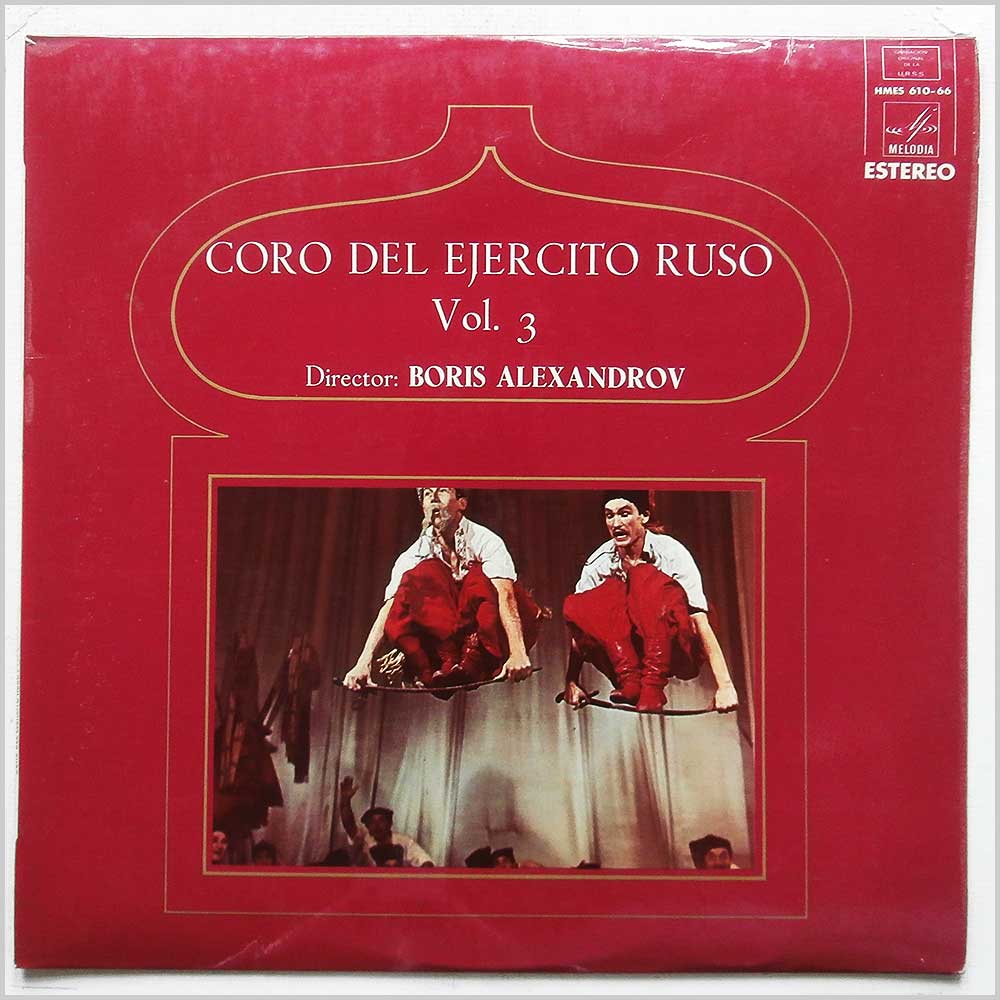 GRABACION
ORIGINAL
DE LA
U.R.S.S.
HMES 610-66
MELODIA
ESTEREO
CORO DEL EJERCITO RUSO
Vol. 3
Director: BORIS ALEXANDROV